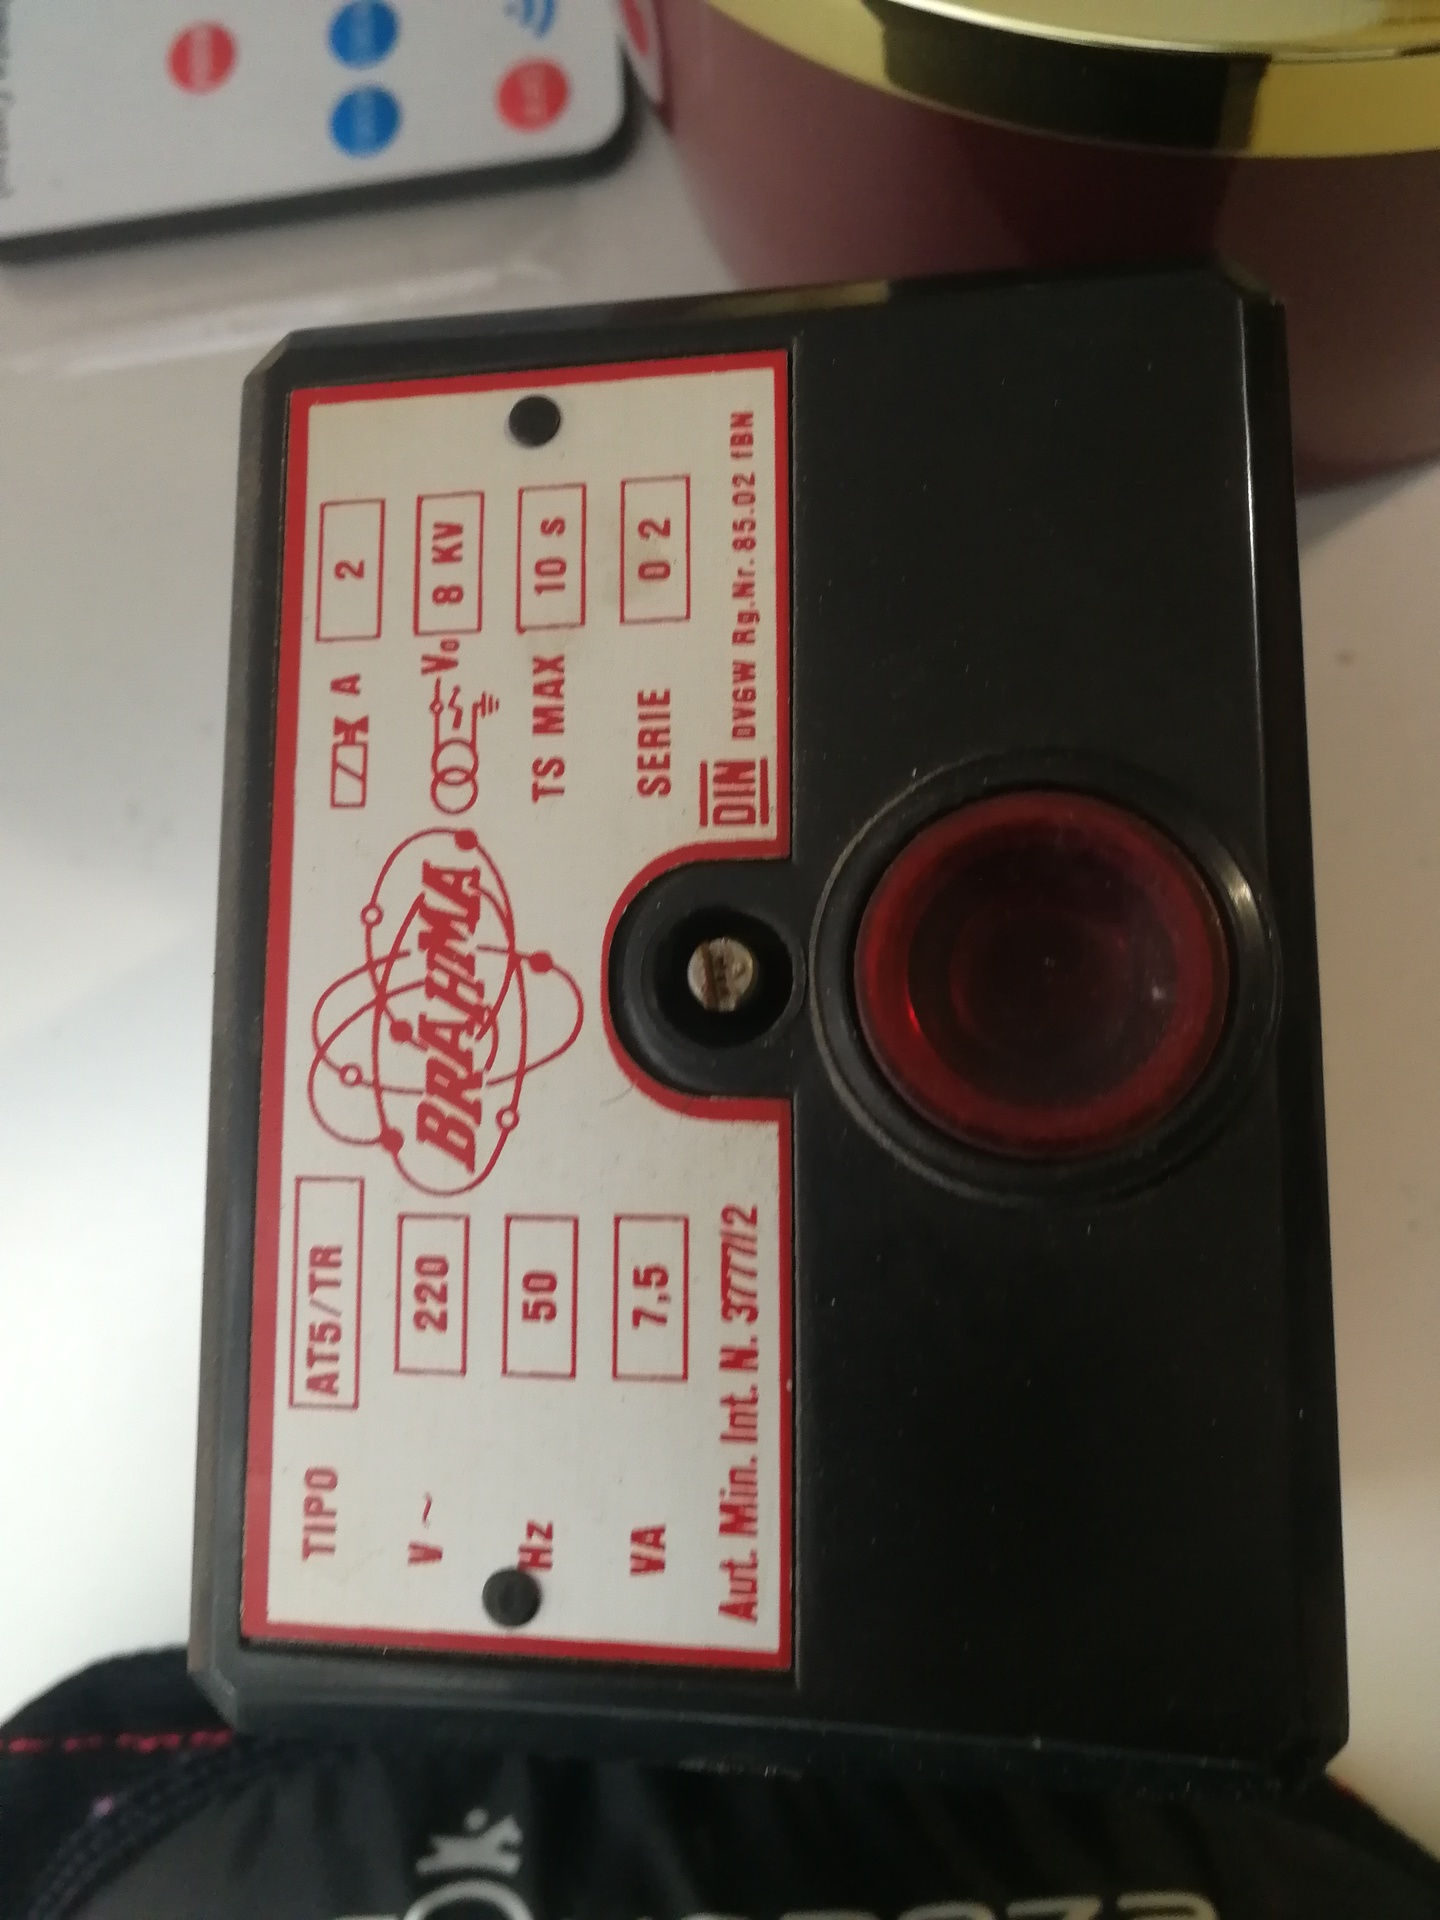 TIPO AT5/TR
V ~ 220
Hz 50
VA 7,5
Aut. Min. Int. N. 3777/2
BRAHMA
A 2
V0 8 KV
TS MAX 10 S
SERIE 0 2
DIN DVGW Rg.Nr. 85.02 fBN